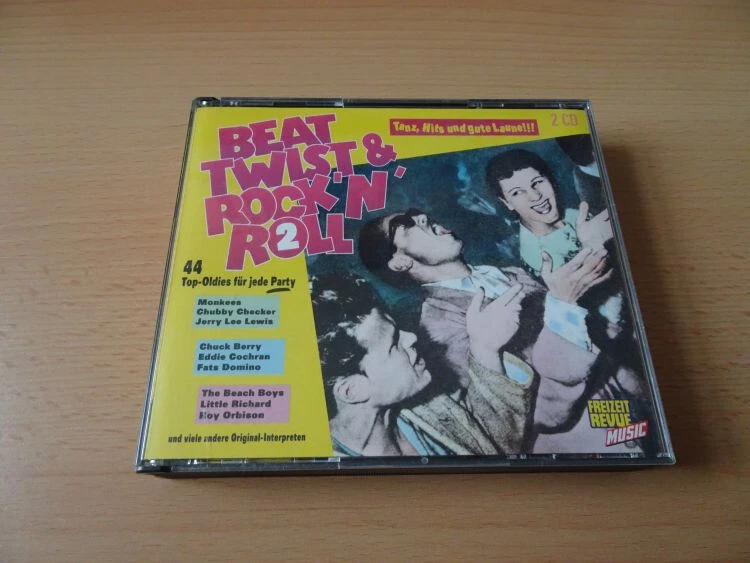 BEAT
TWIST &
ROCK 'N'
ROLL
2
Tanz, Hits und gute Laune!!!
2 CD
44
Top-Oldies für jede Party
Monkees
Chubby Checker
Jerry Lee Lewis
Chuck Berry
Eddie Cochran
Fats Domino
The Beach Boys
Little Richard
Roy Orbison
und viele andere Original-Interpreten
FREIZEIT
REVUE
MUSIC